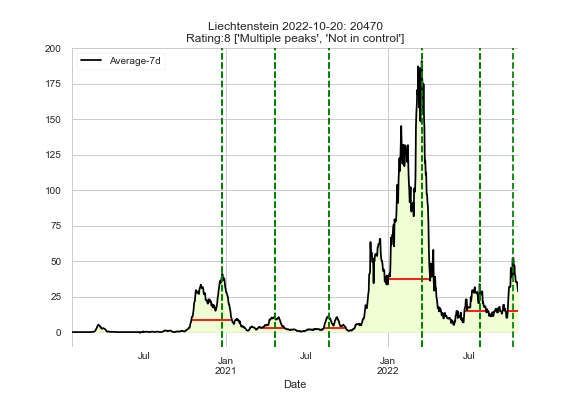 Liechtenstein 2022-10-20: 20470
Rating:8 ['Multiple peaks', 'Not in control']
Average-7d
200
175
150
125
100
75
50
25
0
Jul
Jan
2021
Jul
Jan
2022
Jul
Date